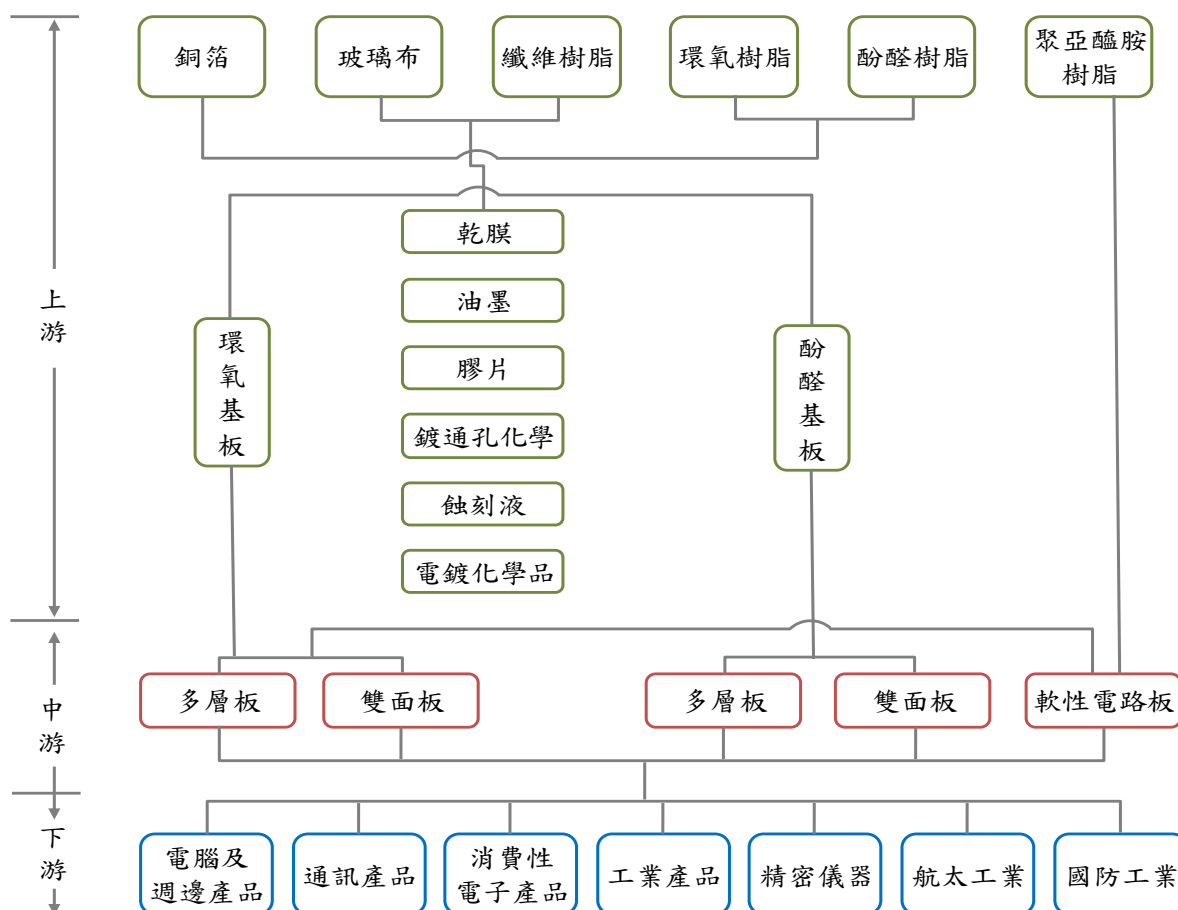 銅箔
玻璃布
纖維樹脂
環氧樹脂
酚醛樹脂
聚亞醯胺
樹脂
上
游
乾膜
油墨
膠片
鍍通孔化學
蝕刻液
電鍍化學品
環
氧
基
板
酚
醛
基
板
中
游
多層板
雙面板
多層板
雙面板
軟性電路板
下
游
電腦及
週邊產品
通訊產品
消費性
電子產品
工業產品
精密儀器
航太工業
國防工業